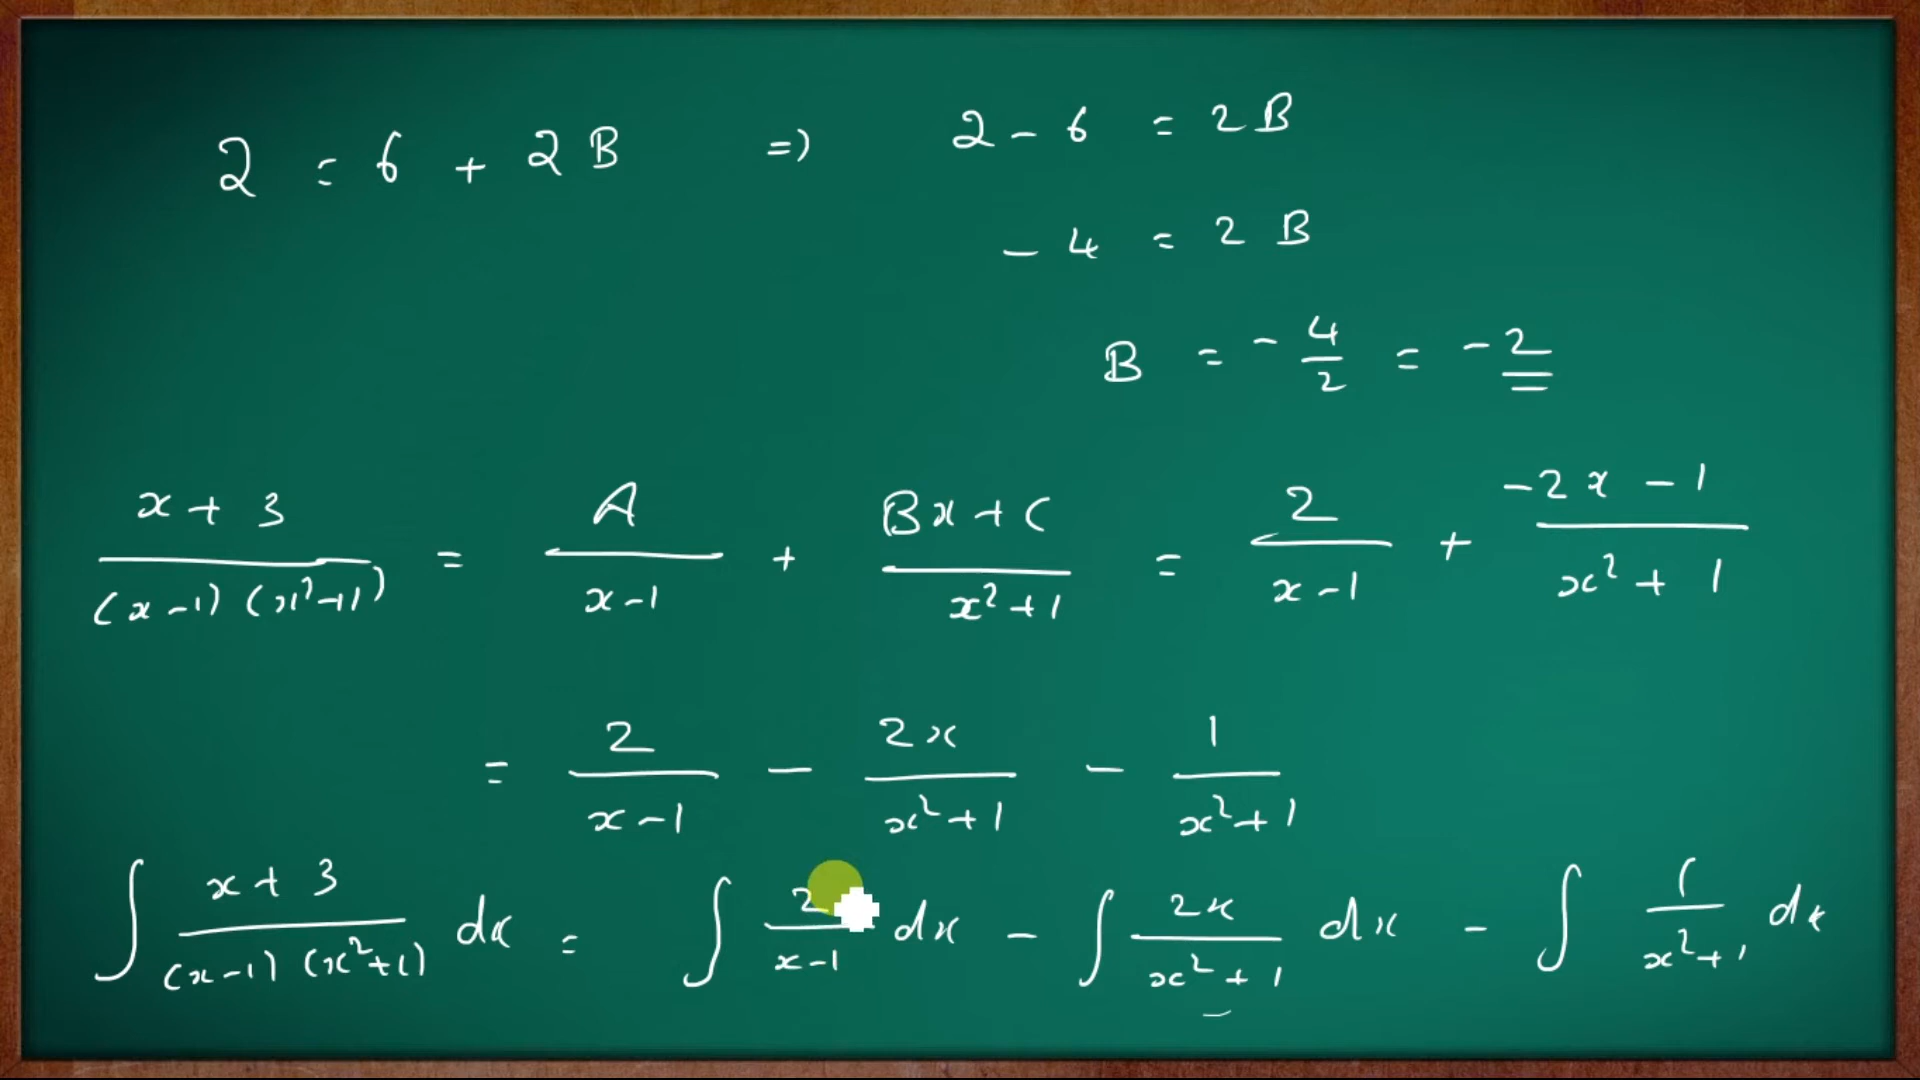 2 = 6 + 2B => 2 - 6 = 2B
- 4 = 2 B
B = - 4/2 = - 2
x + 3 / (x - 1) (x² + 1) = A / x - 1 + Bx + C / x² + 1 = 2 / x - 1 + -2x - 1 / x² + 1
= 2 / x - 1 - 2x / x² + 1 - 1 / x² + 1
∫ x + 3 / (x - 1) (x² + 1) dx = ∫ 2 / x - 1 dx - ∫ 2x / x² + 1 dx - ∫ 1 / x² + 1 dx